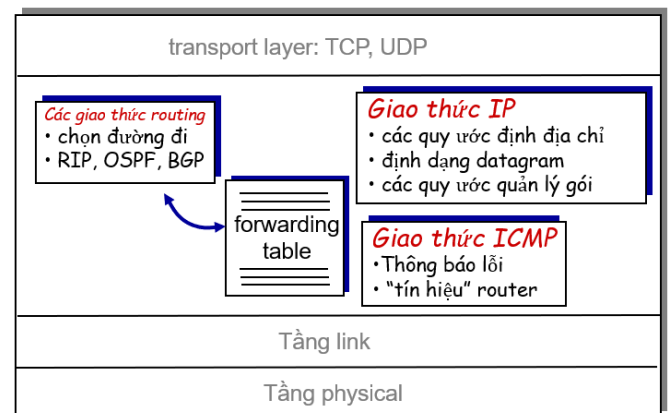 transport layer: TCP, UDP
Các giao thức routing
• chọn đường đi
• RIP, OSPF, BGP
forwarding
table
Giao thức IP
• các quy ước định địa chỉ
• định dạng datagram
• các quy ước quản lý gói
Giao thức ICMP
•Thông báo lỗi
• “tín hiệu” router
Tầng link
Tầng physical